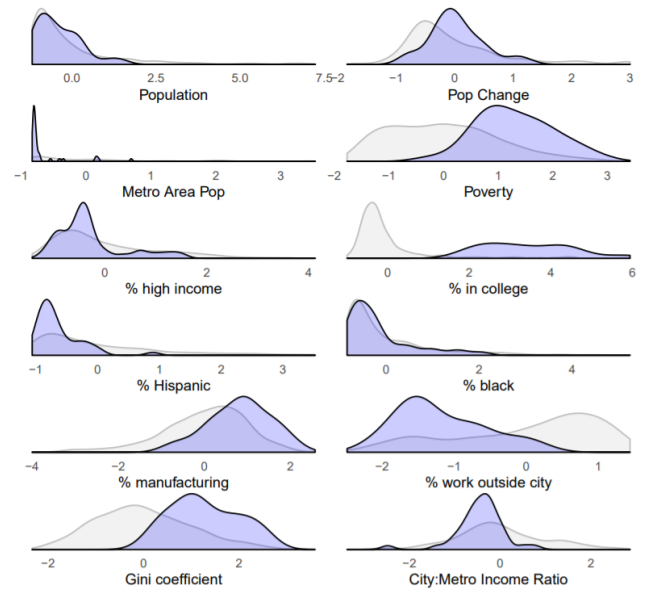 0.0 2.5 5.0 7.5 −2 −1 0 1 2 3
Population Pop Change
−1 0 1 2 3 −2 −1 0 1 2 3
Metro Area Pop Poverty
0 2 4 0 2 4 6
% high income % in college
−1 0 1 2 3 0 2 4
% Hispanic % black
−4 −2 0 2 −2 −1 0 1
% manufacturing % work outside city
−2 0 2 −2 0 2
Gini coefficient City:Metro Income Ratio